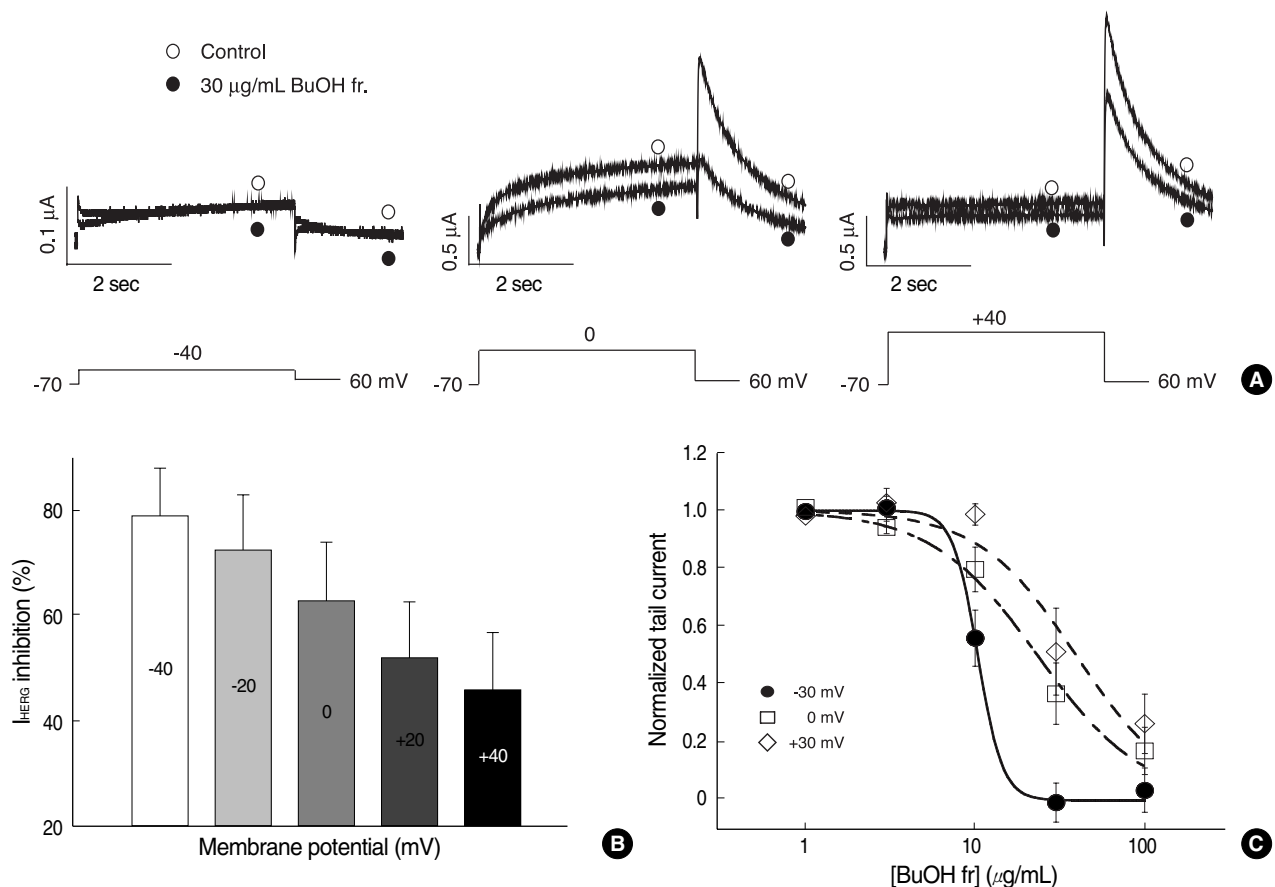 Control
30 μg/mL BuOH fr.
0.1 μA
2 sec
0.5 μA
2 sec
0.5 μA
2 sec
-40
-70
60 mV
0
-70
60 mV
+40
-70
60 mV
A
IHERG inhibition (%)
80
60
40
20
-40
-20
0
+20
+40
Membrane potential (mV)
B
Normalized tail current
1.2
1.0
0.8
0.6
0.4
0.2
0
-30 mV
0 mV
+30 mV
1
10
100
[BuOH fr] (μg/mL)
C